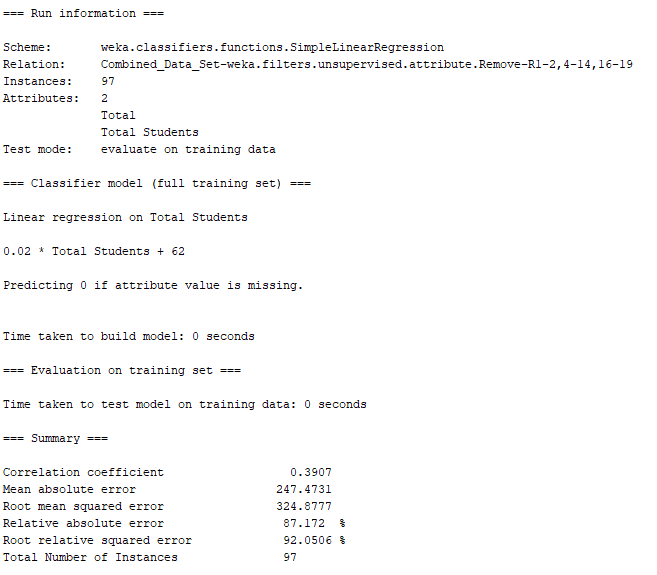 === Run information ===
Scheme: weka.classifiers.functions.SimpleLinearRegression
Relation: Combined_Data_Set-weka.filters.unsupervised.attribute.Remove-R1-2,4-14,16-19
Instances: 97
Attributes: 2
Total
Total Students
Test mode: evaluate on training data
=== Classifier model (full training set) ===
Linear regression on Total Students
0.02 * Total Students + 62
Predicting 0 if attribute value is missing.
Time taken to build model: 0 seconds
=== Evaluation on training set ===
Time taken to test model on training data: 0 seconds
=== Summary ===
Correlation coefficient 0.3907
Mean absolute error 247.4731
Root mean squared error 324.8777
Relative absolute error 87.172 %
Root relative squared error 92.0506 %
Total Number of Instances 97